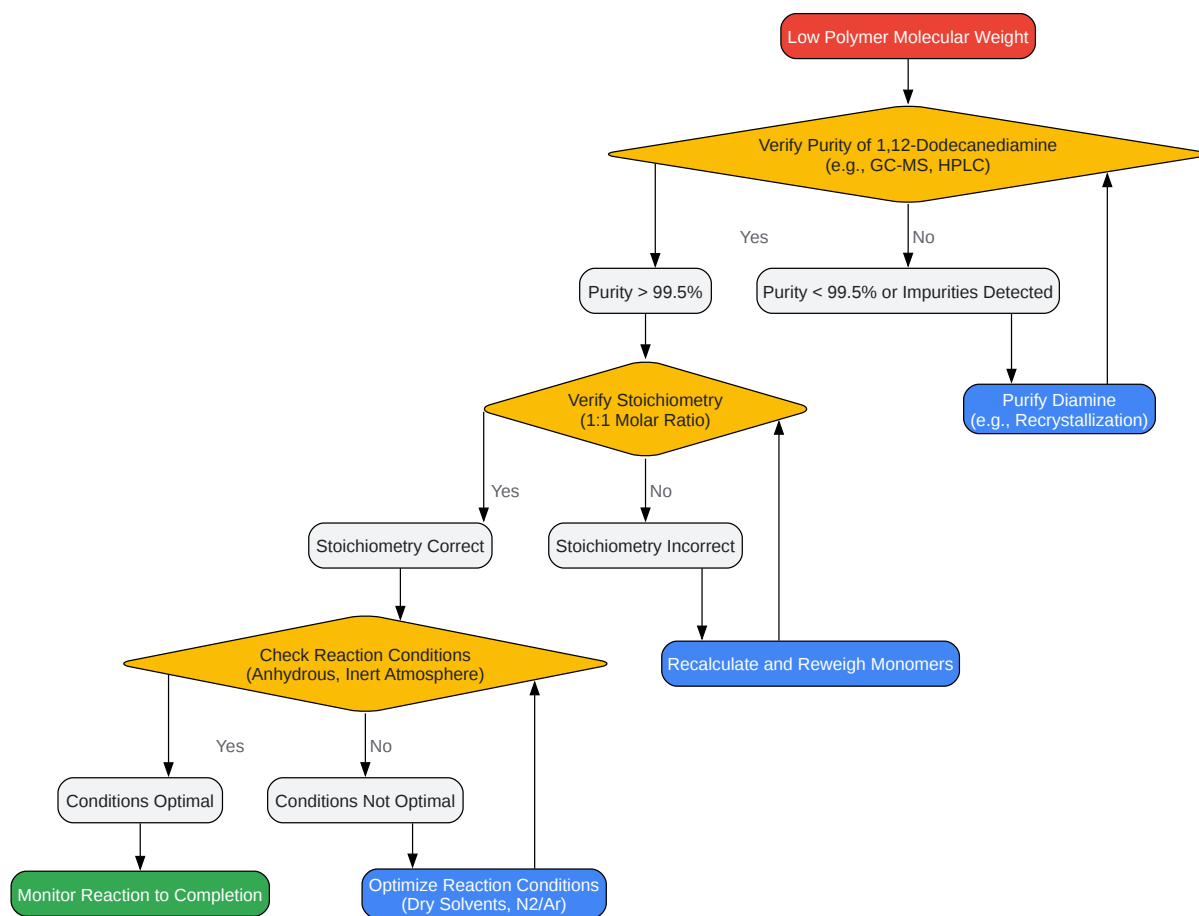 Low Polymer Molecular Weight
Verify Purity of 1,12-Dodecanediamine
(e.g., GC-MS, HPLC)
Yes
No
Purity > 99.5%
Purity < 99.5% or Impurities Detected
Verify Stoichiometry
(1:1 Molar Ratio)
Purify Diamine
(e.g., Recrystallization)
Yes
No
Stoichiometry Correct
Stoichiometry Incorrect
Check Reaction Conditions
(Anhydrous, Inert Atmosphere)
Recalculate and Reweigh Monomers
Yes
No
Conditions Optimal
Conditions Not Optimal
Monitor Reaction to Completion
Optimize Reaction Conditions
(Dry Solvents, N2/Ar)